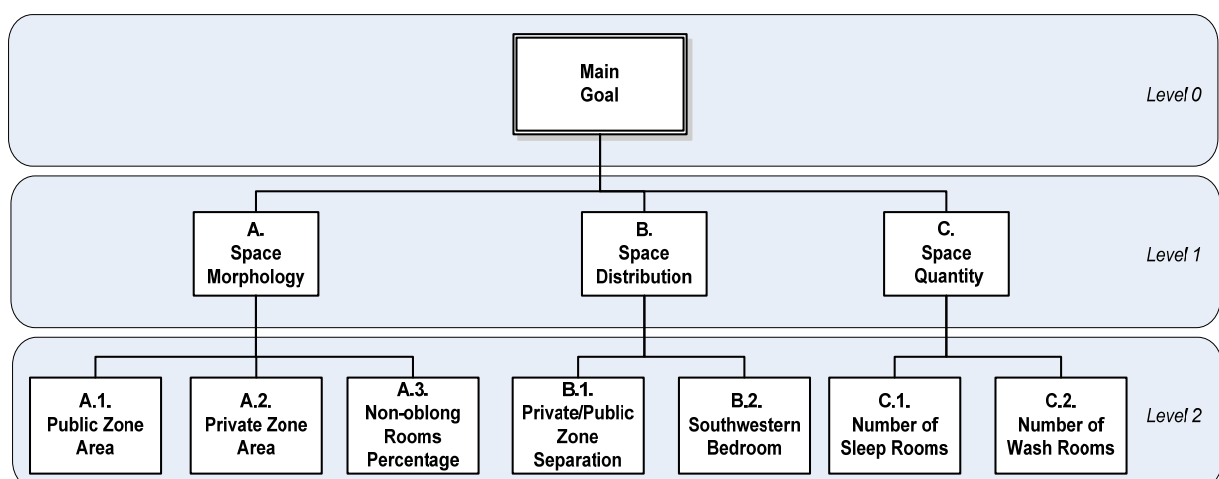 Main
Goal
Level 0
A.
Space
Morphology
B.
Space
Distribution
C.
Space
Quantity
Level 1
A.1.
Public Zone
Area
A.2.
Private Zone
Area
A.3.
Non-oblong
Rooms
Percentage
B.1.
Private/Public
Zone
Separation
B.2.
Southwestern
Bedroom
C.1.
Number of
Sleep Rooms
C.2.
Number of
Wash Rooms
Level 2